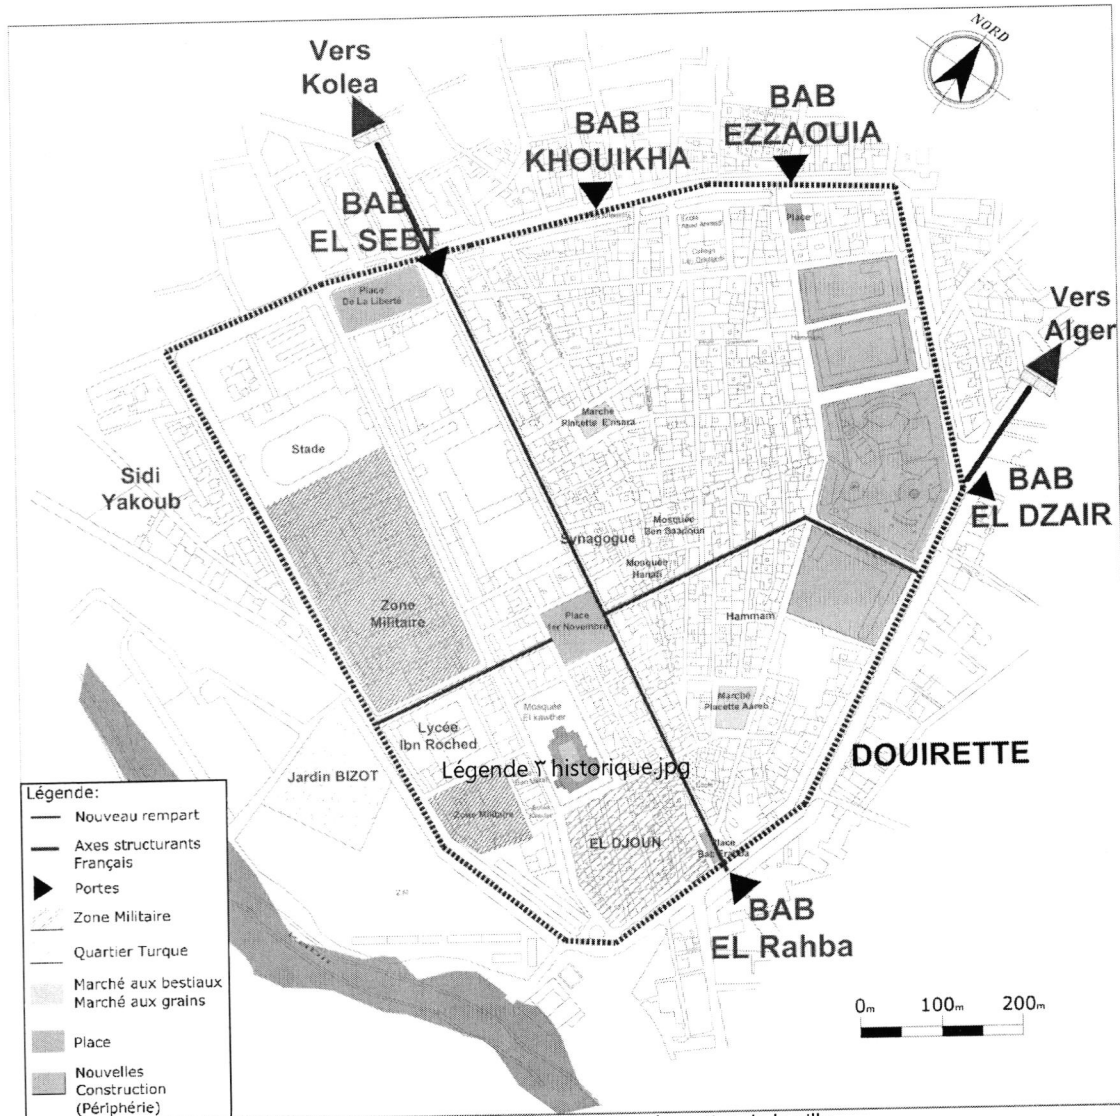 NORD
Vers
Kolea
BAB
KHOUIKHA
BAB
EZZAOUIA
BAB
EL SEBT
Place
Place
De La Liberté
Vers
Alger
Hammam
Marché
Placette E'nsara
Stade
Sidi
Yakoub
BAB
EL DZAIR
Mosquée
Ben Saadoun
Synagogue
Mosquée
Hanafi
Zone
Militaire
Place
1er Novembre
Hammam
Marché
Placette Aareb
Mosquée
El kawther
Lycée
Ibn Roched
Légende ٢ historique.jpg
DOUIRETTE
Jardin BIZOT
Zone Militaire
EL DJOUN
Place
BAB
EL Rahba
Légende:
Nouveau rempart
Axes structurants
Français
Portes
Zone Militaire
Quartier Turque
Marché aux bestiaux
Marché aux grains
Place
Nouvelles
Construction
(Périphérie)
0m 100m 200m